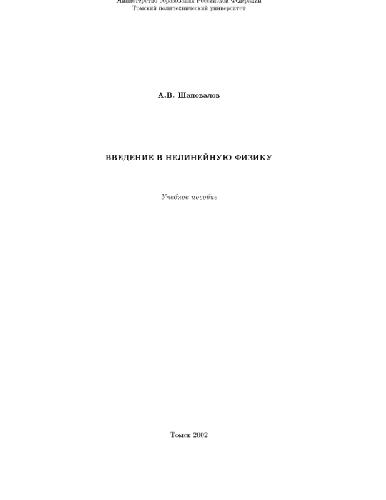 Министерство образования Российской Федерации
Томский политехнический университет
А.В. Шаповалов
ВВЕДЕНИЕ В НЕЛИНЕЙНУЮ ФИЗИКУ
Учебное пособие
Томск 2002